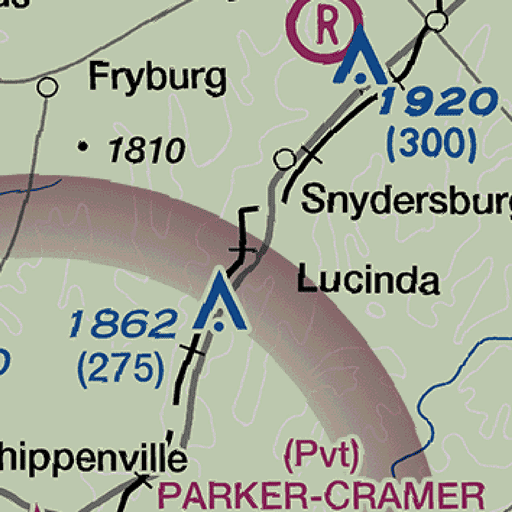 R
Fryburg
1920
(300)
1810
Snydersburg
Lucinda
1862
(275)
hippenville
(Pvt)
PARKER-CRAMER